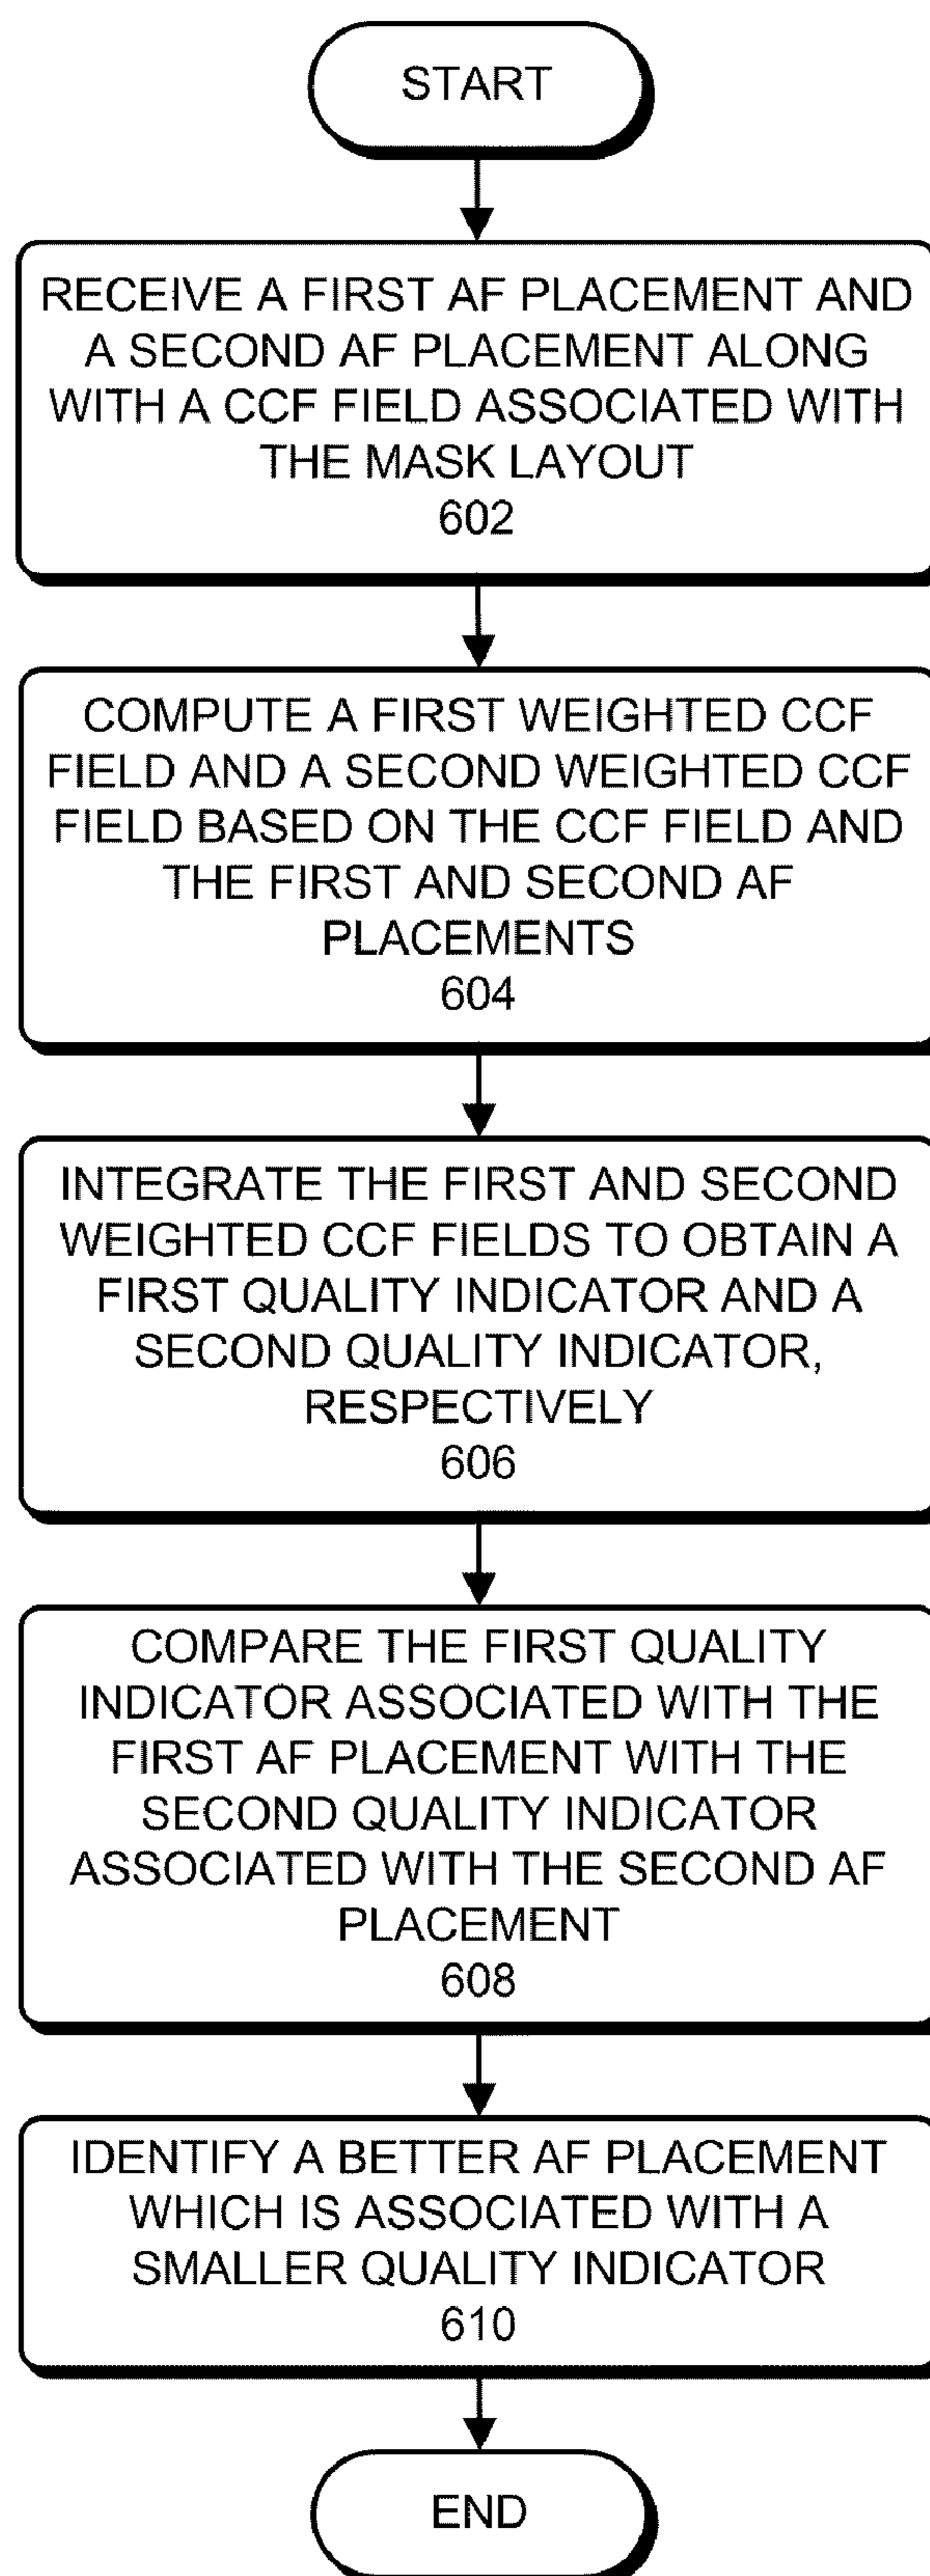 START
RECEIVE A FIRST AF PLACEMENT AND
A SECOND AF PLACEMENT ALONG
WITH A CCF FIELD ASSOCIATED WITH
THE MASK LAYOUT
602
COMPUTE A FIRST WEIGHTED CCF
FIELD AND A SECOND WEIGHTED CCF
FIELD BASED ON THE CCF FIELD AND
THE FIRST AND SECOND AF
PLACEMENTS
604
INTEGRATE THE FIRST AND SECOND
WEIGHTED CCF FIELDS TO OBTAIN A
FIRST QUALITY INDICATOR AND A
SECOND QUALITY INDICATOR,
RESPECTIVELY
606
COMPARE THE FIRST QUALITY
INDICATOR ASSOCIATED WITH THE
FIRST AF PLACEMENT WITH THE
SECOND QUALITY INDICATOR
ASSOCIATED WITH THE SECOND AF
PLACEMENT
608
IDENTIFY A BETTER AF PLACEMENT
WHICH IS ASSOCIATED WITH A
SMALLER QUALITY INDICATOR
610
END